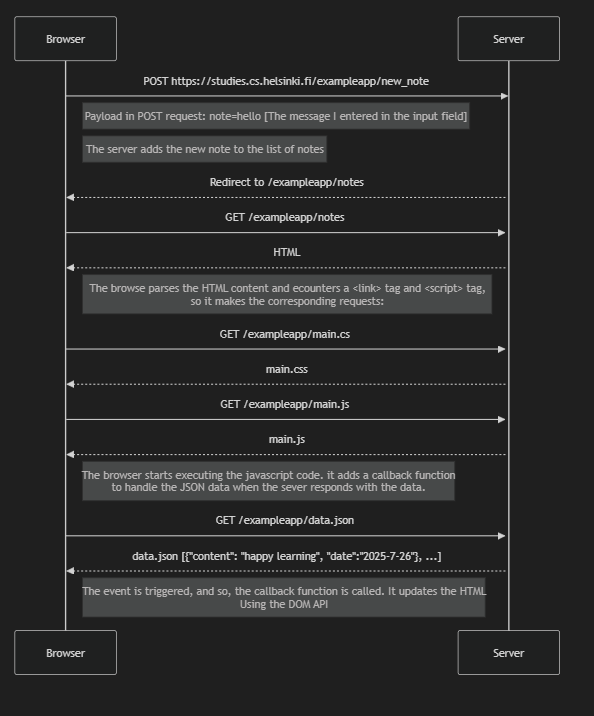 Browser
Server
POST https://studies.cs.helsinki.fi/exampleapp/new_note
Payload in POST request: note=hello [The message I entered in the input field]
The server adds the new note to the list of notes
Redirect to /exampleapp/notes
GET /exampleapp/notes
HTML
The browse parses the HTML content and ecounters a <link> tag and <script> tag,
so it makes the corresponding requests:
GET /exampleapp/main.cs
main.css
GET /exampleapp/main.js
main.js
The browser starts executing the javascript code. it adds a callback function
to handle the JSON data when the sever responds with the data.
GET /exampleapp/data.json
data.json [{"content": "happy learning", "date":"2025-7-26"}, ...]
The event is triggered, and so, the callback function is called. It updates the HTML
Using the DOM API
Browser
Server